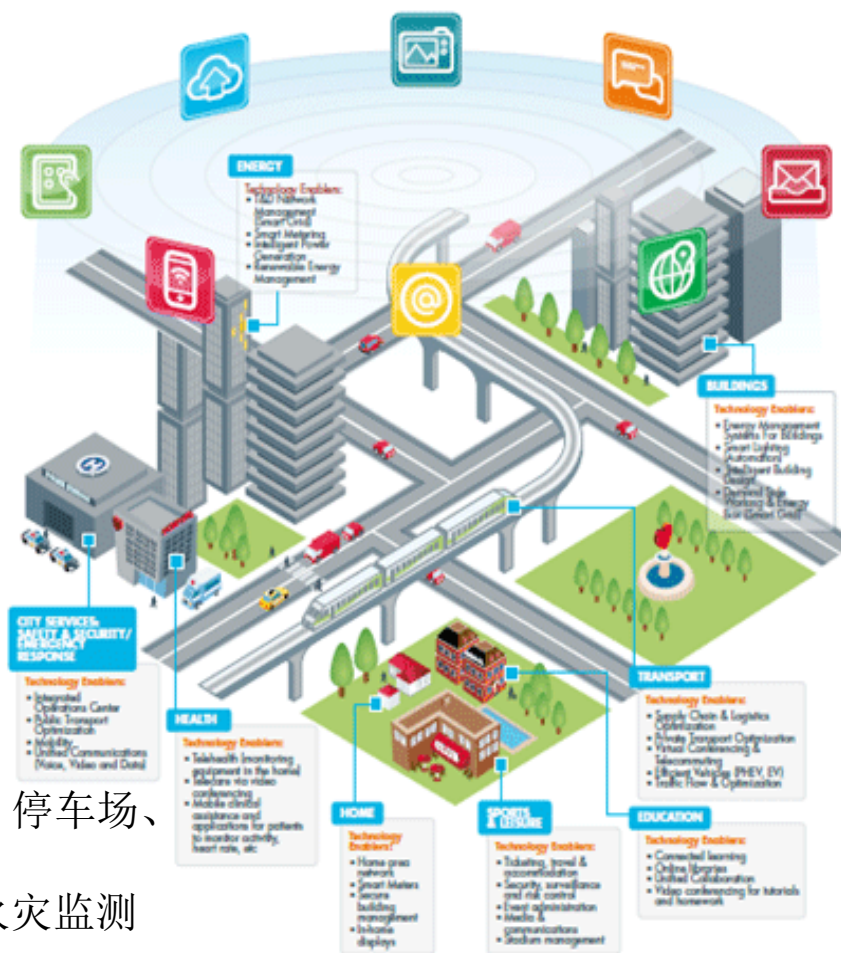 ENERGY
Technology Enablers:
• T&D Network
Management
(Smart Grid)
• Smart Metering
• Intelligent Power
Generation
• Renewable Energy
Management
BUILDINGS
Technology Enablers:
• Energy Management
Systems For Buildings
• Smart Lighting
(Automation)
• Intelligent Building
Design
• Demand Side
CITY SERVICES:
SAFETY & SECURITY/
EMERGENCY
RESPONSE
Technology Enablers:
• Integrated
Operations Center
• Public Transport
Optimization
• Mobility
• Unified Communications
(Voice, Video and Data)
HEALTH
Technology Enablers:
• Telehealth (monitoring
equipment in the home)
• Telecare via video
conferencing
• Mobile clinical
assistance and
applications for patients
to monitor activity,
heart rate, etc
HOME
Technology
Enablers:
• Home area
network
• Smart Meters
• Secure
building
management
• In-home
displays
SPORTS
& LEISURE
Technology Enablers:
• Ticketing, travel &
accommodation
• Security, surveillance
and risk control
• Event administration
• Media &
communications
• Stadium management
TRANSPORT
Technology Enablers:
• Supply Chain & Logistics
Optimization
• Private Transport Optimization
• Virtual Conferencing &
Telecommuting
• Efficient Vehicles (PHEV, EV)
• Traffic Flow & Optimization
EDUCATION
Technology Enablers:
• Connected learning
• Online libraries
• Unified Collaboration
• Video conferencing for tutorials
and homework
停车场、
火灾监测